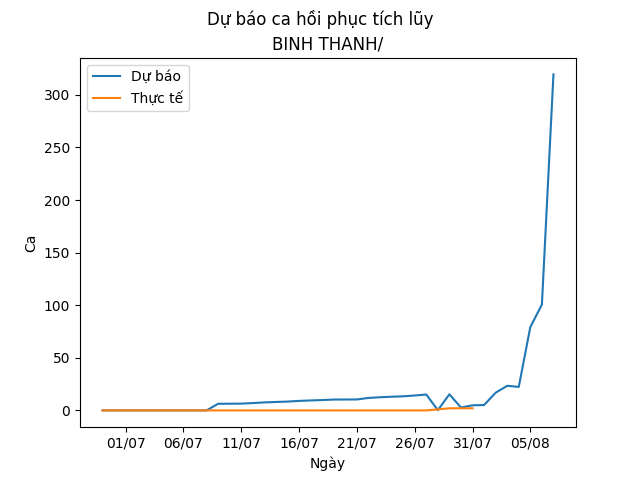 Dự báo ca hồi phục tích lũy
BINH THANH/
Dự báo
Thực tế
300
250
200
150
100
50
0
Ca
01/07 06/07 11/07 16/07 21/07 26/07 31/07 05/08
Ngày